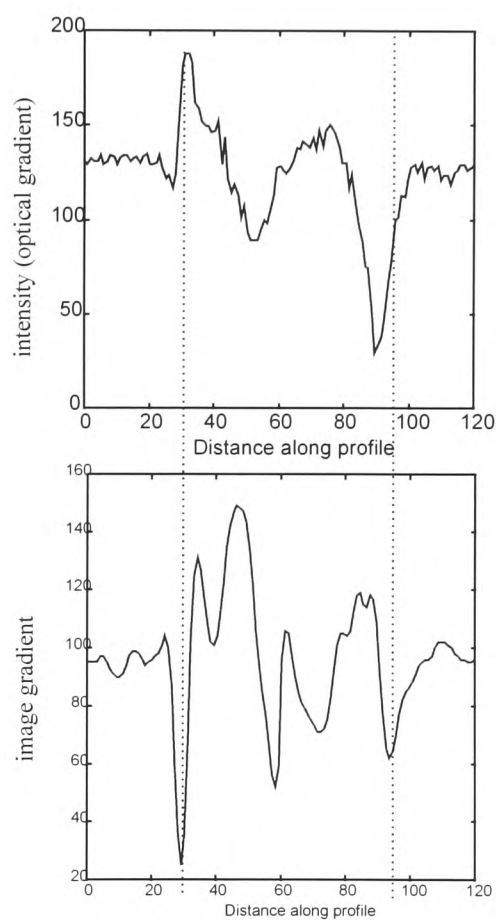 200
150
100
50
0
intensity (optical gradient)
0 20 40 60 80 100 120
Distance along profile
160
140
120
100
80
60
40
20
image gradient
0 20 40 60 80 100 120
Distance along profile